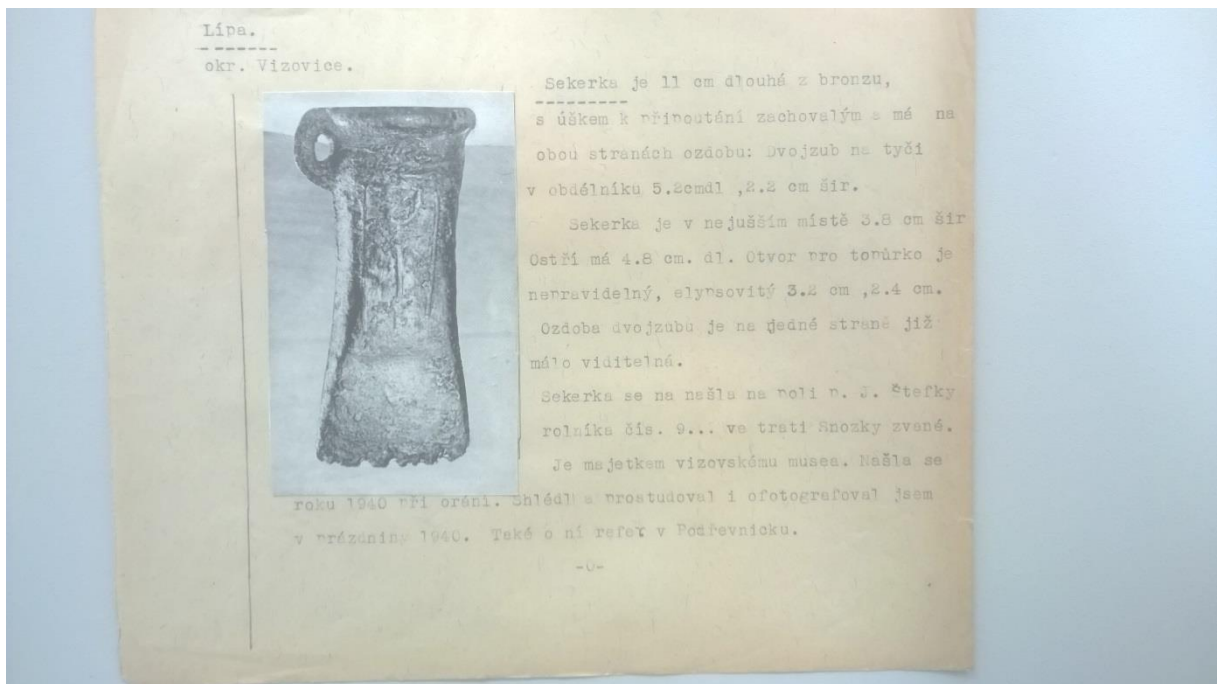 Lípa.
okr. Vizovice.
Sekerka je 11 cm dlouhá z bronzu,
s úškem k připoutání zachovalým a má na
obou stranách ozdobu: Dvojzub na tyči
v obdélníku 5.2cmdl ,2.2 cm šir.
Sekerka je v nejušším místě 3.8 cm šir
Ostří má 4.8 cm. dl. Otvor pro topůrko je
nepravidelný, elypsovitý 3.2 cm ,2.4 cm.
Ozdoba dvojzubu je na jedné straně již
málo viditelná.
Sekerka se na našla na poli p. J. Štefky
rolníka čís. 9... ve trati Snozky zvené.
Je majetkem vizovskému musea. Našla se
roku 1940 při orání. Shlédl a prostudoval i ofotografoval jsem
v prázdniny 1940. Také o ní refer v Podřevnicku.
-0-